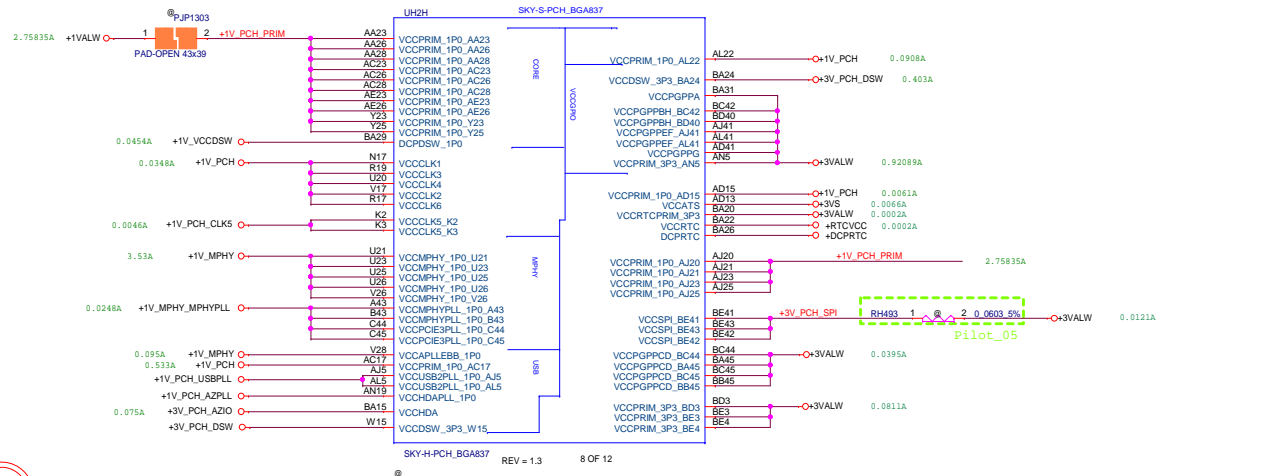 @
PJP1303
2.75835A +1VALW 1 2 +1V_PCH_PRIM
PAD-OPEN 43x39
0.0454A +1V_VCCDSW
0.0348A +1V_PCH
0.0046A +1V_PCH_CLK5
3.53A +1V_MPHY
0.0248A +1V_MPHY_MPHYPLL
0.095A +1V_MPHY
0.533A +1V_PCH
+1V_PCH_USBPLL
+1V_PCH_AZPLL
0.075A +3V_PCH_AZIO
+3V_PCH_DSW
UH2H
SKY-S-PCH_BGA837
AA23 VCCPRIM_1P0_AA23
AA26 VCCPRIM_1P0_AA26
AA28 VCCPRIM_1P0_AA28
AC23 VCCPRIM_1P0_AC23
AC26 VCCPRIM_1P0_AC26
AC28 VCCPRIM_1P0_AC28
AE23 VCCPRIM_1P0_AE23
AE26 VCCPRIM_1P0_AE26
Y23 VCCPRIM_1P0_Y23
Y25 VCCPRIM_1P0_Y25
BA29 DCPDSW_1P0
N17 VCCCLK1
R19 VCCCLK3
U20 VCCCLK4
V17 VCCCLK2
R17 VCCCLK6
K2 VCCCLK5_K2
K3 VCCCLK5_K3
U21 VCCMPHY_1P0_U21
U23 VCCMPHY_1P0_U23
U25 VCCMPHY_1P0_U25
U26 VCCMPHY_1P0_U26
V26 VCCMPHY_1P0_V26
A43 VCCMPHYPLL_1P0_A43
B43 VCCMPHYPLL_1P0_B43
C44 VCCPCIE3PLL_1P0_C44
C45 VCCPCIE3PLL_1P0_C45
V28 VCCAPLLEBB_1P0
AC17 VCCPRIM_1P0_AC17
AJ5 VCCUSB2PLL_1P0_AJ5
AL5 VCCUSB2PLL_1P0_AL5
AN19 VCCHDAPLL_1P0
BA15 VCCHDA
W15 VCCDSW_3P3_W15
CORE
VCCGPIO
MPHY
USB
VCCPRIM_1P0_AL22 AL22 +1V_PCH 0.0908A
VCCDSW_3P3_BA24 BA24 +3V_PCH_DSW 0.403A
VCCPGPPA BA31
VCCPGPPBH_BC42 BC42
VCCPGPPBH_BD40 BD40
VCCPGPPEF_AJ41 AJ41
VCCPGPPEF_AL41 AL41
VCCPGPPG AD41
VCCPRIM_3P3_AN5 AN5 +3VALW 0.92089A
VCCPRIM_1P0_AD15 AD15 +1V_PCH 0.0061A
VCCATS AD13 +3VS 0.0066A
VCCRTCPRIM_3P3 BA20 +3VALW 0.0002A
VCCRTC BA22 +RTCVCC 0.0002A
DCPRTC BA26 +DCPRTC
VCCPRIM_1P0_AJ20 AJ20 +1V_PCH_PRIM 2.75835A
VCCPRIM_1P0_AJ21 AJ21
VCCPRIM_1P0_AJ23 AJ23
VCCPRIM_1P0_AJ25 AJ25
VCCSPI_BE41 BE41 +3V_PCH_SPI RH493 1 @ 2 0_0603_5% +3VALW 0.0121A
VCCSPI_BE43 BE43
VCCSPI_BE42 BE42
Pilot_05
VCCPGPPCD_BC44 BC44 +3VALW 0.0395A
VCCPGPPCD_BA45 BA45
VCCPGPPCD_BC45 BC45
VCCPGPPCD_BB45 BB45
VCCPRIM_3P3_BD3 BD3 +3VALW 0.0811A
VCCPRIM_3P3_BE3 BE3
VCCPRIM_3P3_BE4 BE4
SKY-H-PCH_BGA837 REV = 1.3 8 OF 12
@